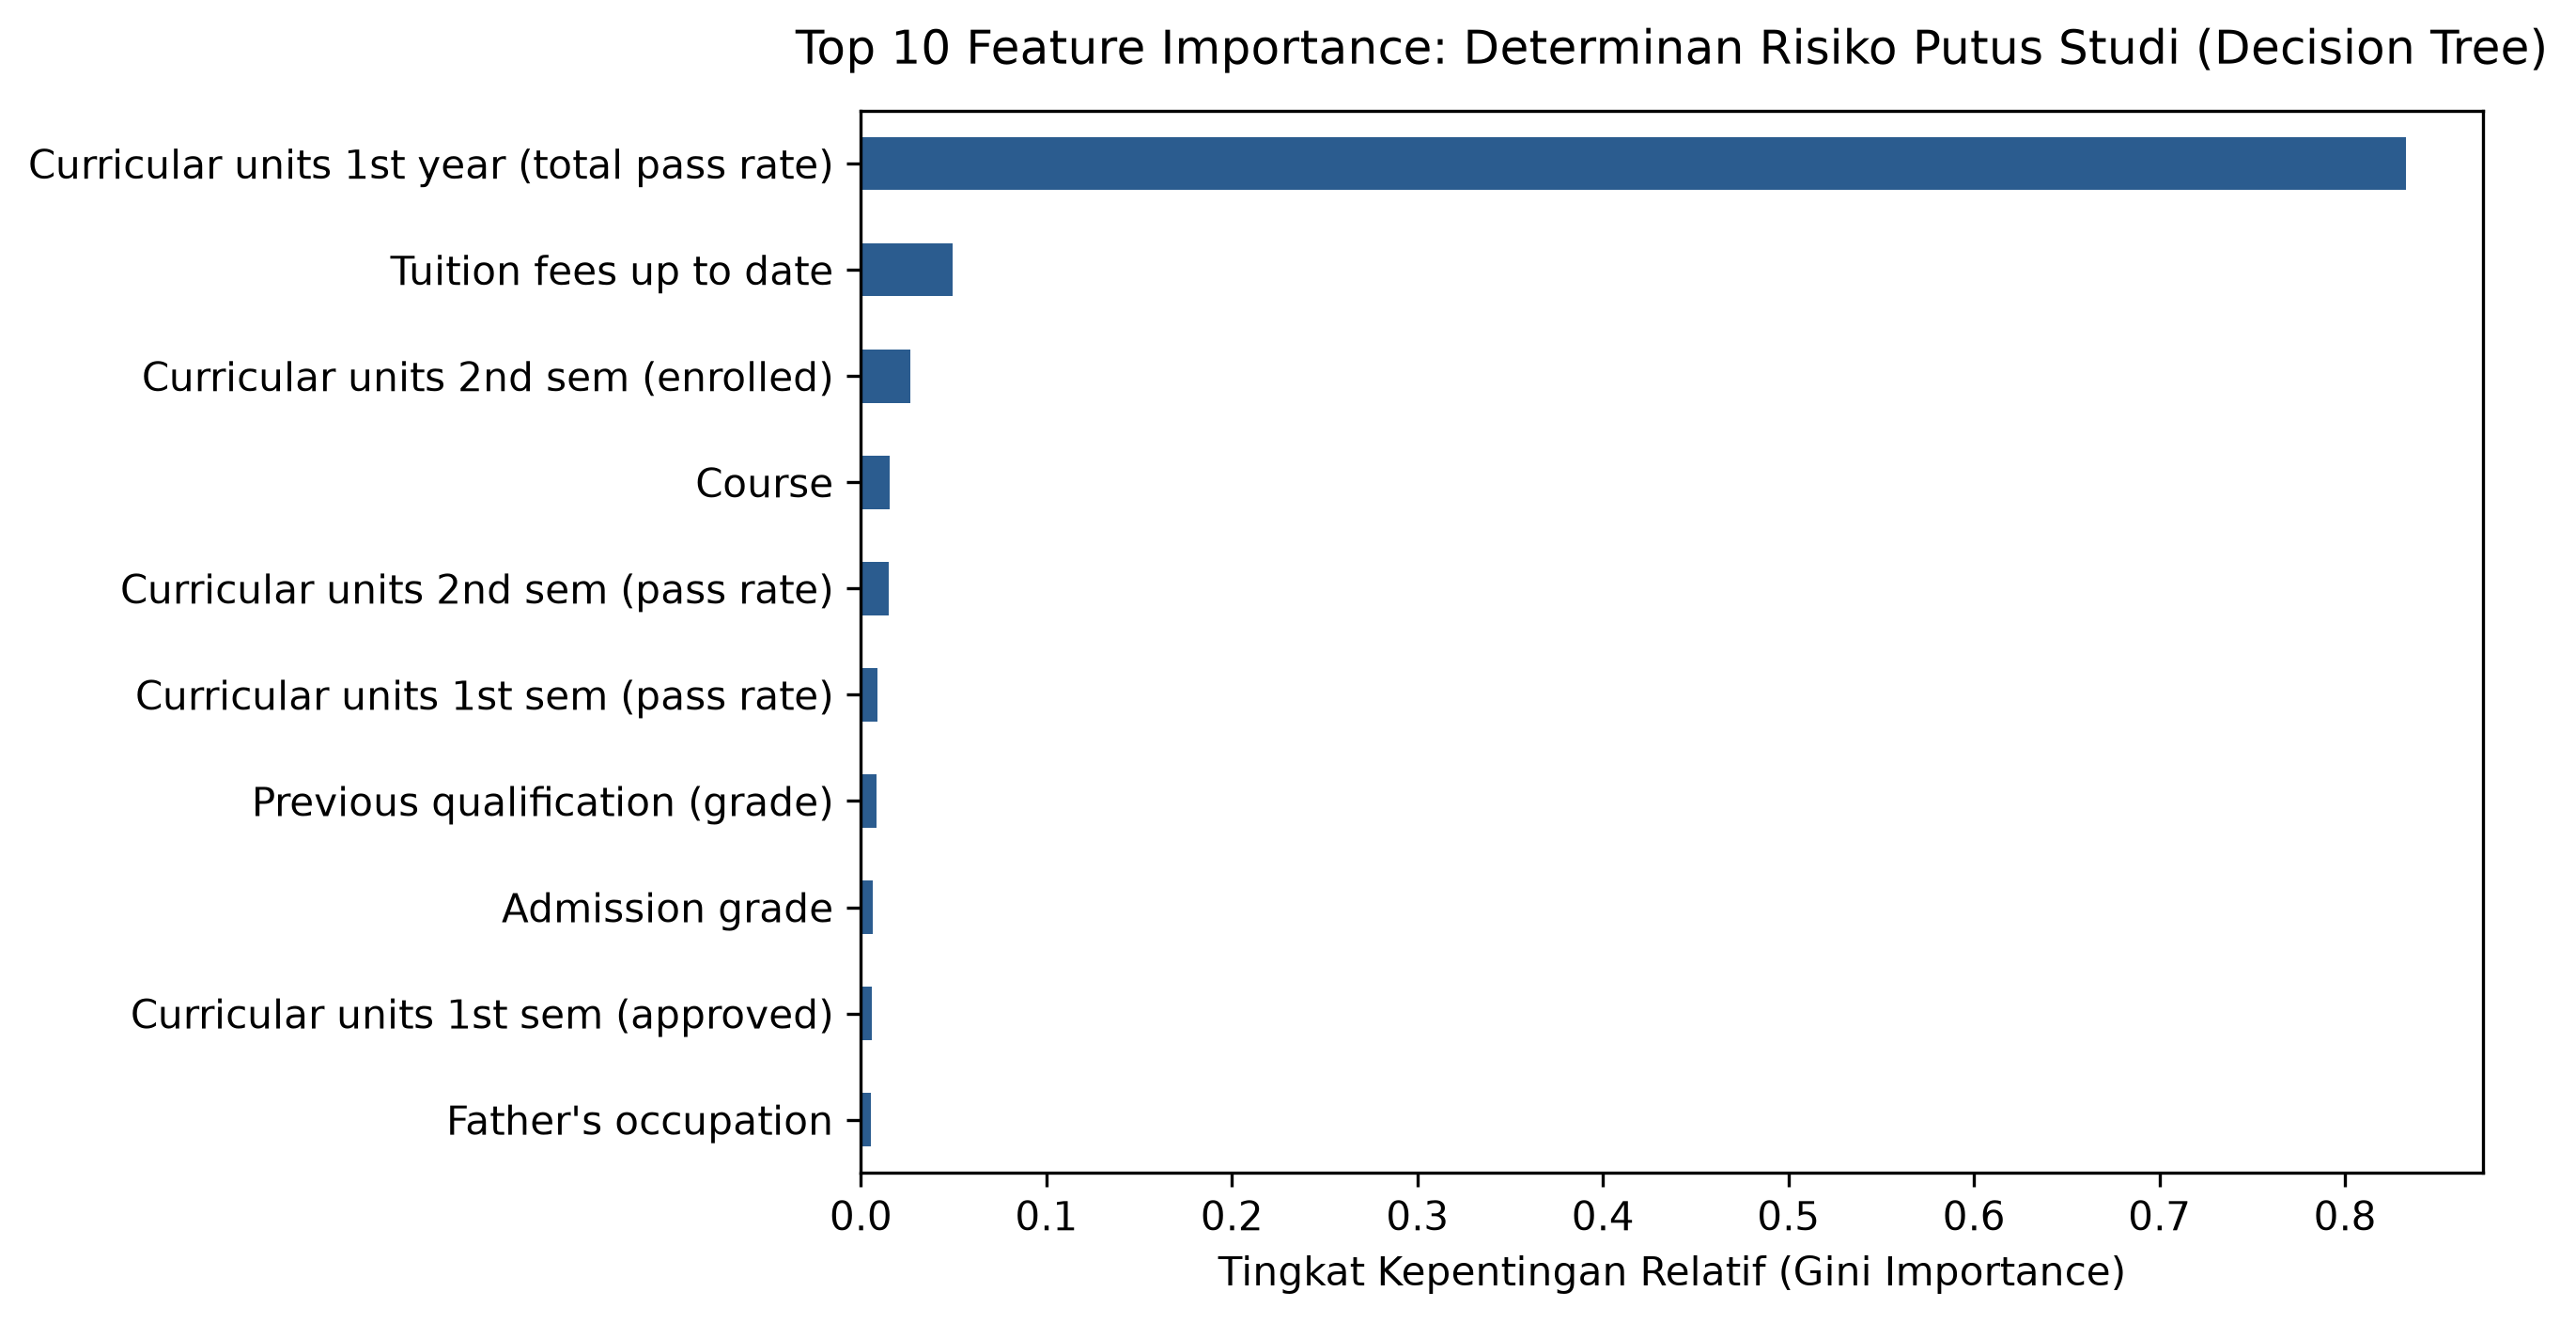 Top 10 Feature Importance: Determinan Risiko Putus Studi (Decision Tree)
Curricular units 1st year (total pass rate)
Tuition fees up to date
Curricular units 2nd sem (enrolled)
Course
Curricular units 2nd sem (pass rate)
Curricular units 1st sem (pass rate)
Previous qualification (grade)
Admission grade
Curricular units 1st sem (approved)
Father's occupation
0.0 0.1 0.2 0.3 0.4 0.5 0.6 0.7 0.8
Tingkat Kepentingan Relatif (Gini Importance)